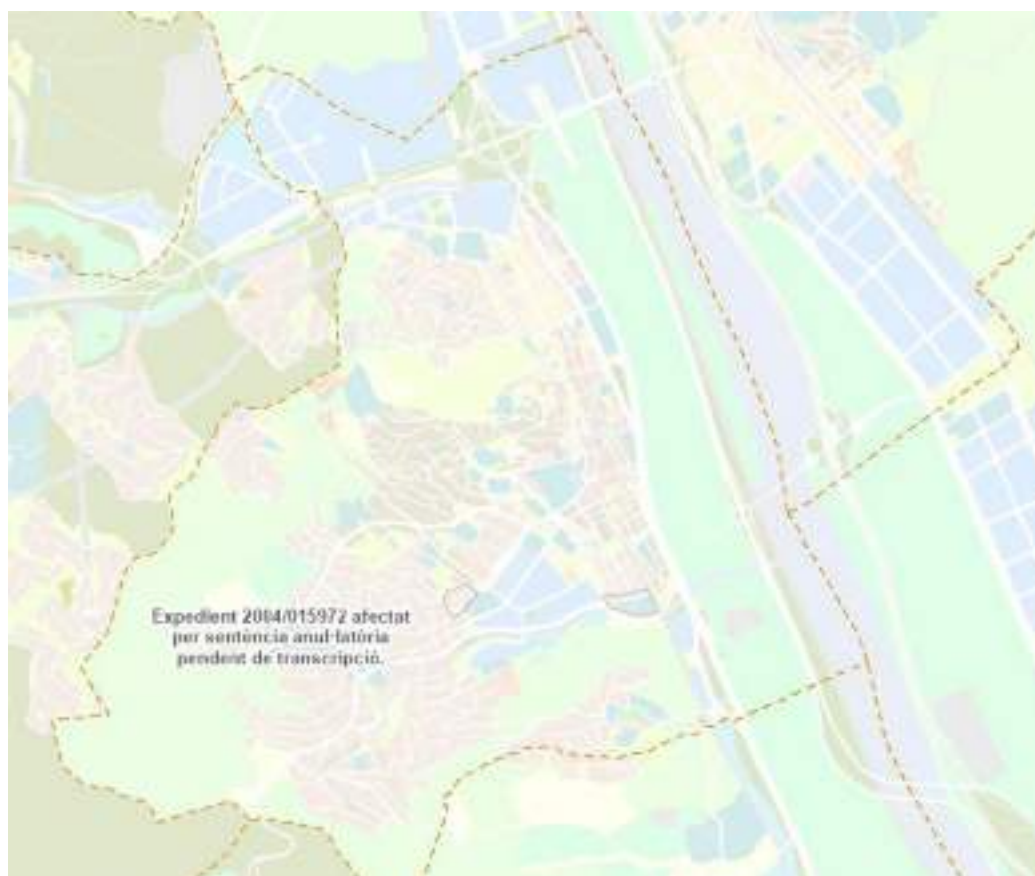 Expedient 2004/015972 afectat
per sentència anul·latòria
pendent de transcripció.